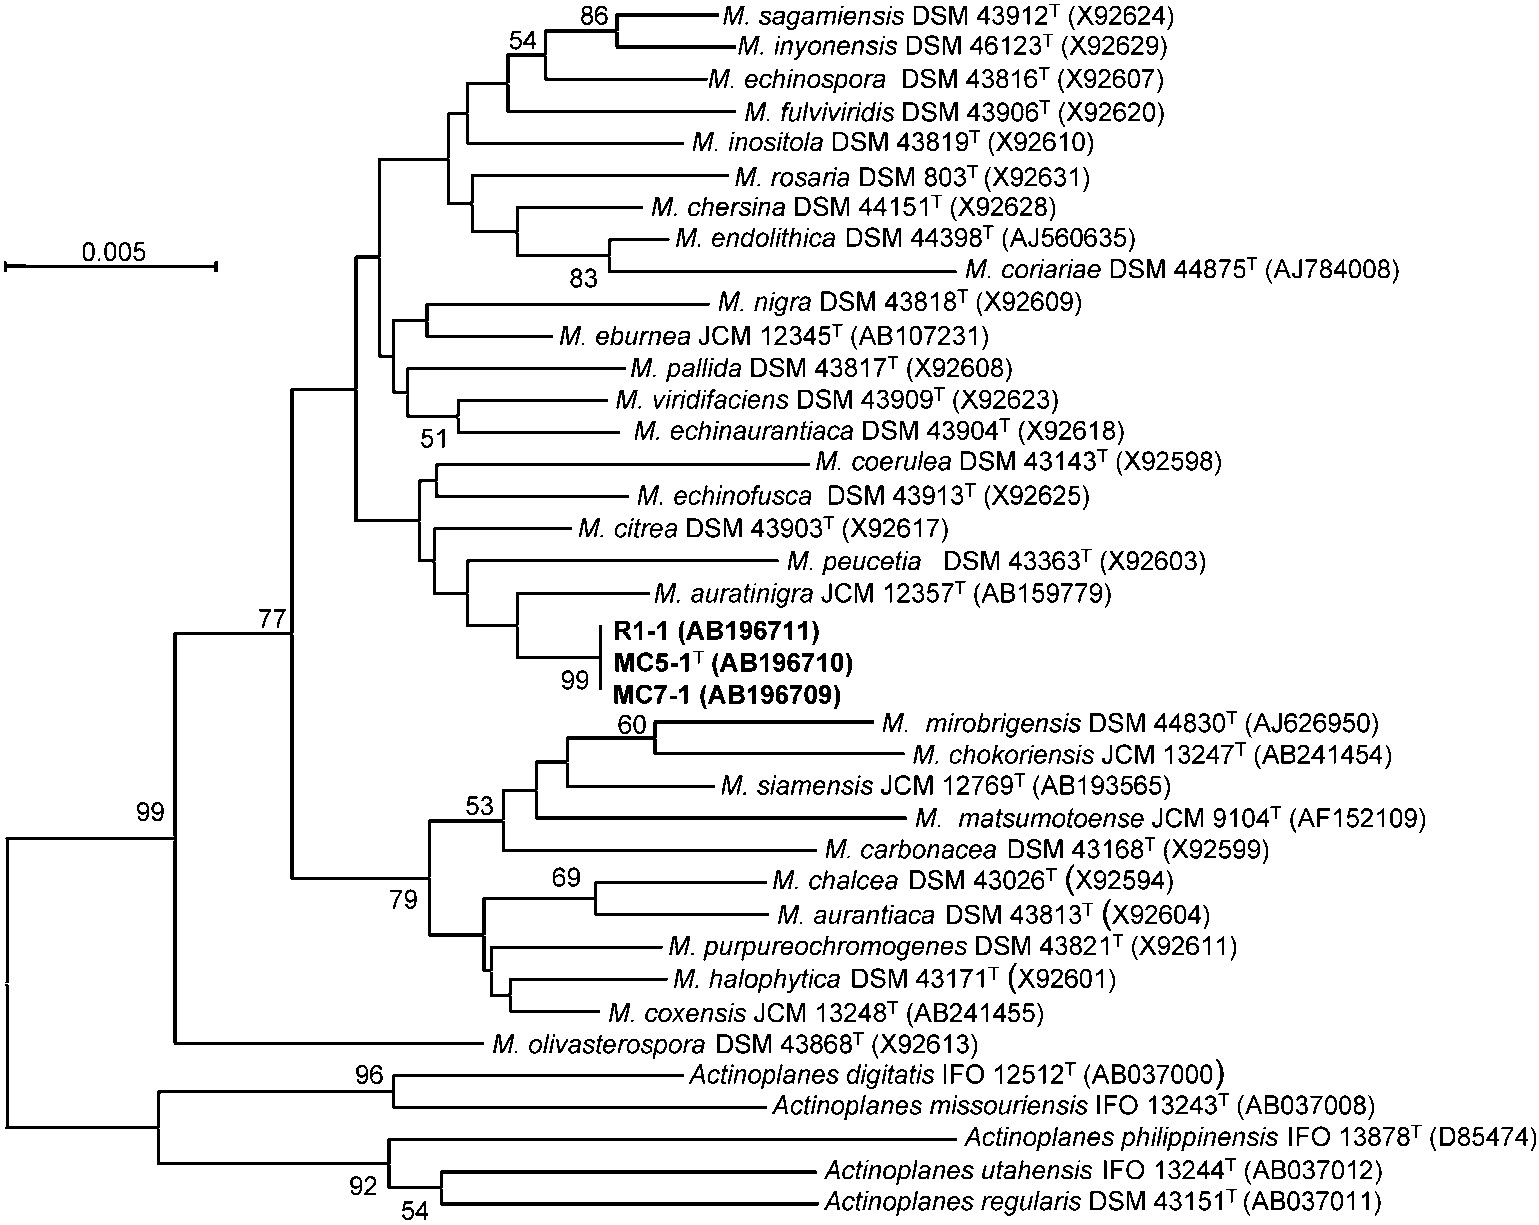 86
M. sagamiensis DSM 43912T (X92624)
54
M. inyonensis DSM 46123T (X92629)
M. echinospora DSM 43816T (X92607)
M. fulviviridis DSM 43906T (X92620)
M. inositola DSM 43819T (X92610)
M. rosaria DSM 803T (X92631)
M. chersina DSM 44151T (X92628)
M. endolithica DSM 44398T (AJ560635)
0.005
83
M. coriariae DSM 44875T (AJ784008)
M. nigra DSM 43818T (X92609)
M. eburnea JCM 12345T (AB107231)
M. pallida DSM 43817T (X92608)
M. viridifaciens DSM 43909T (X92623)
51
M. echinaurantiaca DSM 43904T (X92618)
M. coerulea DSM 43143T (X92598)
M. echinofusca DSM 43913T (X92625)
M. citrea DSM 43903T (X92617)
M. peucetia DSM 43363T (X92603)
M. auratinigra JCM 12357T (AB159779)
77
R1-1 (AB196711)
MC5-1T (AB196710)
99
MC7-1 (AB196709)
60
M. mirobrigensis DSM 44830T (AJ626950)
M. chokoriensis JCM 13247T (AB241454)
M. siamensis JCM 12769T (AB193565)
99
53
M. matsumotoense JCM 9104T (AF152109)
M. carbonacea DSM 43168T (X92599)
69
M. chalcea DSM 43026T (X92594)
79
M. aurantiaca DSM 43813T (X92604)
M. purpureochromogenes DSM 43821T (X92611)
M. halophytica DSM 43171T (X92601)
M. coxensis JCM 13248T (AB241455)
M. olivasterospora DSM 43868T (X92613)
96
Actinoplanes digitatis IFO 12512T (AB037000)
Actinoplanes missouriensis IFO 13243T (AB037008)
Actinoplanes philippinensis IFO 13878T (D85474)
92
Actinoplanes utahensis IFO 13244T (AB037012)
54
Actinoplanes regularis DSM 43151T (AB037011)